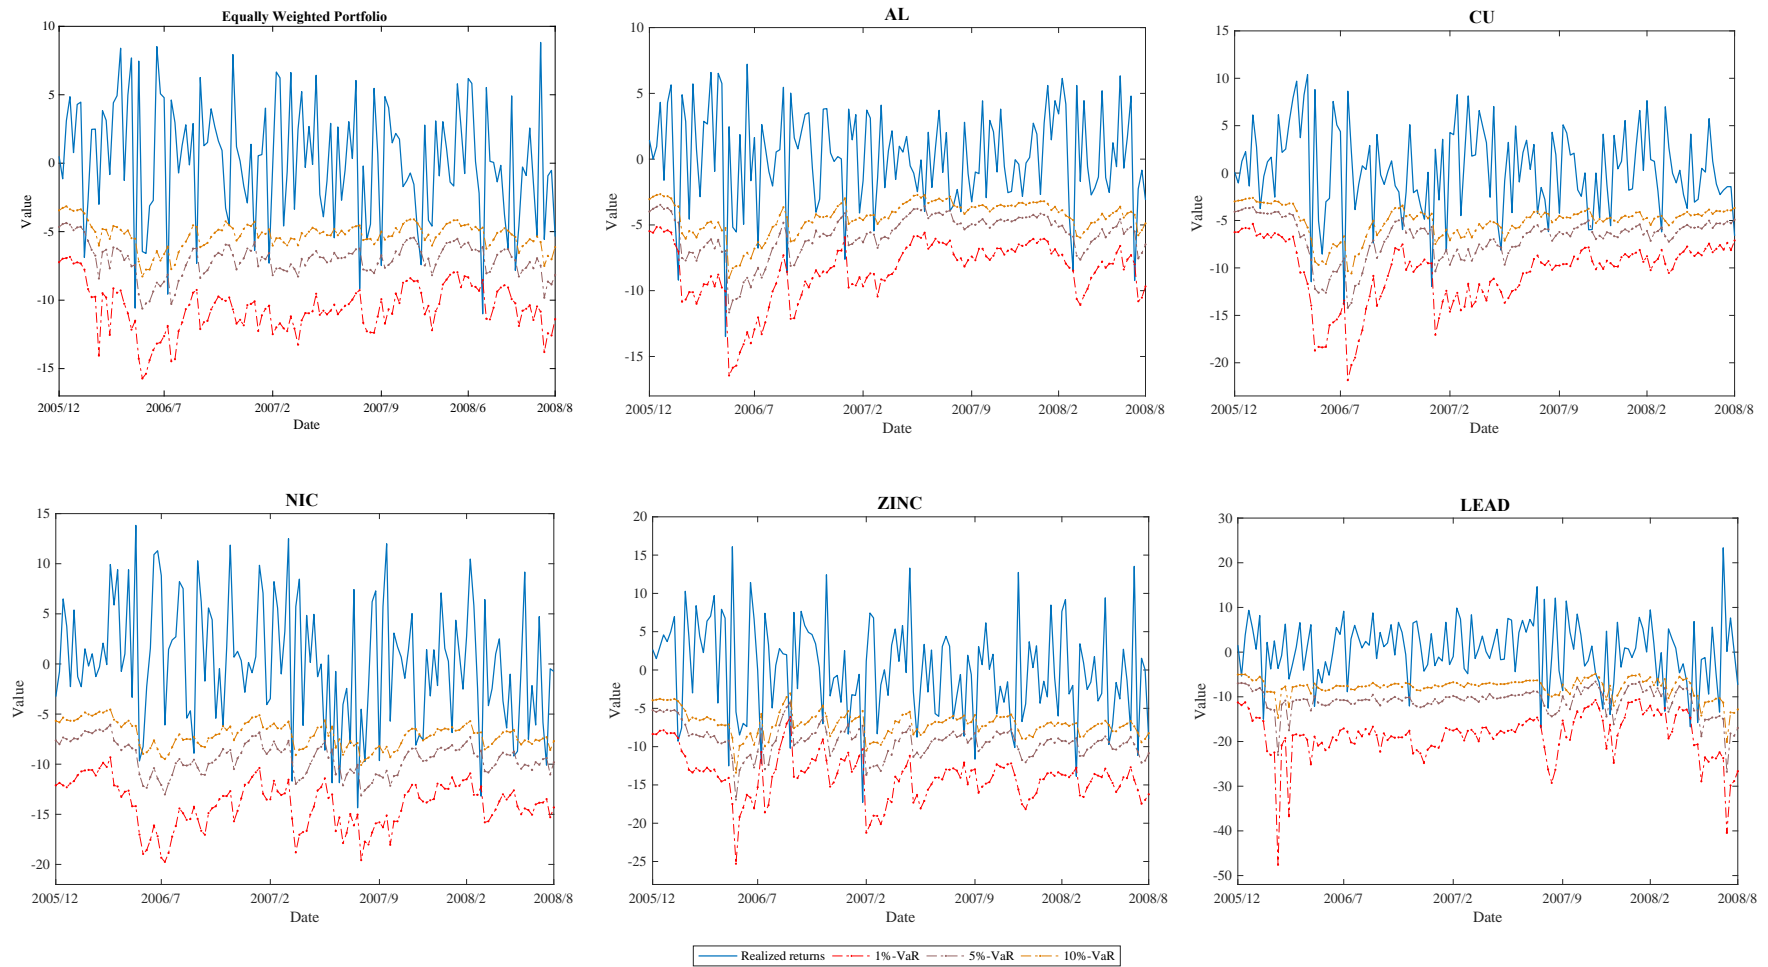 Equally Weighted Portfolio
10
5
0
-5
-10
-15
Value
2005/12 2006/7 2007/2 2007/9 2008/6 2008/8
Date
AL
10
5
0
-5
-10
-15
Value
2005/12 2006/7 2007/2 2007/9 2008/2 2008/8
Date
CU
15
10
5
0
-5
-10
-15
-20
Value
2005/12 2006/7 2007/2 2007/9 2008/2 2008/8
Date
NIC
15
10
5
0
-5
-10
-15
-20
Value
2005/12 2006/7 2007/2 2007/9 2008/2 2008/8
Date
ZINC
20
15
10
5
0
-5
-10
-15
-20
-25
Value
2005/12 2006/7 2007/2 2007/9 2008/2 2008/8
Date
LEAD
30
20
10
0
-10
-20
-30
-40
-50
Value
2005/12 2006/7 2007/2 2007/9 2008/2 2008/8
Date
Realized returns 1%-VaR 5%-VaR 10%-VaR